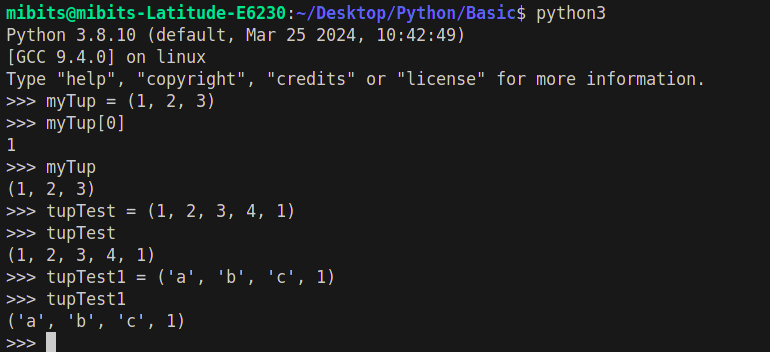 mibits@mibits-Latitude-E6230:~/Desktop/Python/Basic$ python3
Python 3.8.10 (default, Mar 25 2024, 10:42:49)
[GCC 9.4.0] on linux
Type "help", "copyright", "credits" or "license" for more information.
>>> myTup = (1, 2, 3)
>>> myTup[0]
1
>>> myTup
(1, 2, 3)
>>> tupTest = (1, 2, 3, 4, 1)
>>> tupTest
(1, 2, 3, 4, 1)
>>> tupTest1 = ('a', 'b', 'c', 1)
>>> tupTest1
('a', 'b', 'c', 1)
>>>